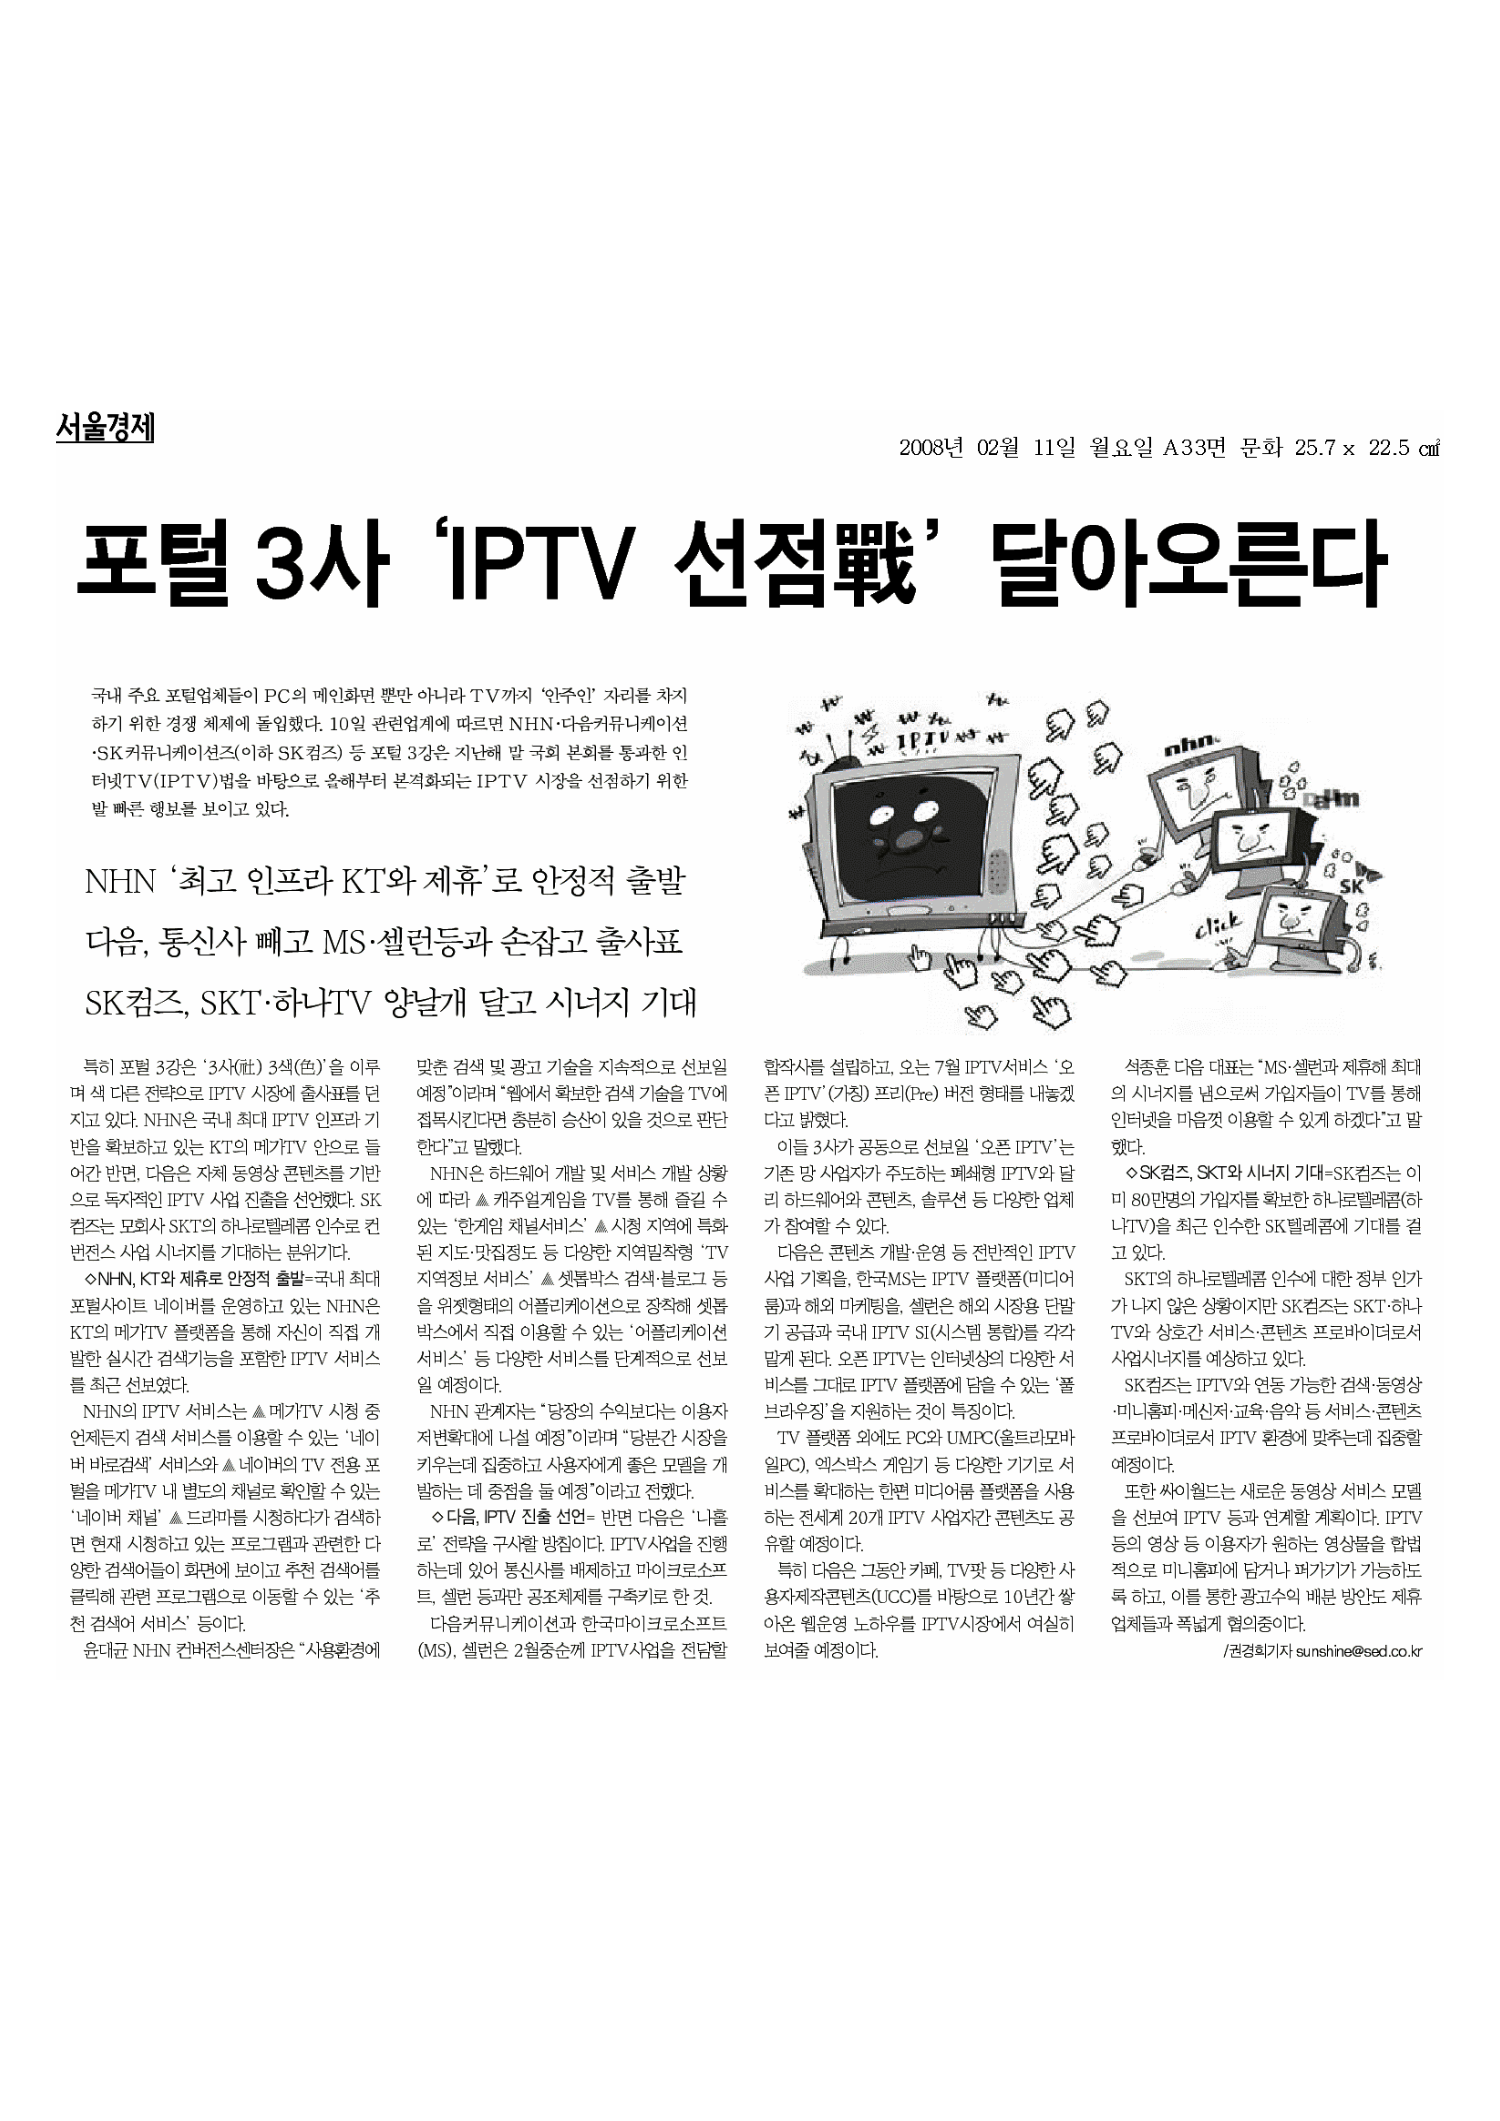 서울경제
2008년 02월 11일 월요일 A33면 문화 25.7 x 22.5 ㎠
포털 3사 ‘IPTV 선점戰’ 달아오른다
국내 주요 포털업체들이 PC의 메인화면 뿐만 아니라 TV까지 ‘안주인’ 자리를 차지
하기 위한 경쟁 체제에 돌입했다. 10일 관련업계에 따르면 NHN·다음커뮤니케이션
·SK커뮤니케이션즈(이하 SK컴즈) 등 포털 3강은 지난해 말 국회 본회를 통과한 인
터넷TV(IPTV)법을 바탕으로 올해부터 본격화되는 IPTV 시장을 선점하기 위한
발 빠른 행보를 보이고 있다.
NHN ‘최고 인프라 KT와 제휴’로 안정적 출발
다음, 통신사 빼고 MS·셀런등과 손잡고 출사표
SK컴즈, SKT·하나TV 양날개 달고 시너지 기대
IPTV
nhn.
Daum
SK
click
특히 포털 3강은 ‘3사(社) 3색(色)’을 이루
며 색 다른 전략으로 IPTV 시장에 출사표를 던
지고 있다. NHN은 국내 최대 IPTV 인프라 기
반을 확보하고 있는 KT의 메가TV 안으로 들
어간 반면, 다음은 자체 동영상 콘텐츠를 기반
으로 독자적인 IPTV 사업 진출을 선언했다. SK
컴즈는 모회사 SKT의 하나로텔레콤 인수로 컨
번전스 사업 시너지를 기대하는 분위기다.
◇NHN, KT와 제휴로 안정적 출발=국내 최대
포털사이트 네이버를 운영하고 있는 NHN은
KT의 메가TV 플랫폼을 통해 자신이 직접 개
발한 실시간 검색기능을 포함한 IPTV 서비스
를 최근 선보였다.
NHN의 IPTV 서비스는 ▲메가TV 시청 중
언제든지 검색 서비스를 이용할 수 있는 ‘네이
버 바로검색’ 서비스와 ▲네이버의 TV 전용 포
털을 메가TV 내 별도의 채널로 확인할 수 있는
‘네이버 채널’ ▲드라마를 시청하다가 검색하
면 현재 시청하고 있는 프로그램과 관련한 다
양한 검색어들이 화면에 보이고 추천 검색어를
클릭해 관련 프로그램으로 이동할 수 있는 ‘추
천 검색어 서비스’ 등이다.
윤대균 NHN 컨버전스센터장은 “사용환경에
맞춘 검색 및 광고 기술을 지속적으로 선보일
예정”이라며 “웹에서 확보한 검색 기술을 TV에
접목시킨다면 충분히 승산이 있을 것으로 판단
한다”고 말했다.
NHN은 하드웨어 개발 및 서비스 개발 상황
에 따라 ▲ 캐주얼게임을 TV를 통해 즐길 수
있는 ‘한게임 채널서비스’ ▲ 시청 지역에 특화
된 지도·맛집정도 등 다양한 지역밀착형 ‘TV
지역정보 서비스’ ▲ 셋톱박스 검색·블로그 등
을 위젯형태의 어플리케이션으로 장착해 셋톱
박스에서 직접 이용할 수 있는 ‘어플리케이션
서비스’ 등 다양한 서비스를 단계적으로 선보
일 예정이다.
NHN 관계자는 “당장의 수익보다는 이용자
저변확대에 나설 예정”이라며 “당분간 시장을
키우는데 집중하고 사용자에게 좋은 모델을 개
발하는 데 중점을 둘 예정”이라고 전했다.
◇다음, IPTV 진출 선언= 반면 다음은 ‘나홀
로’ 전략을 구사할 방침이다. IPTV사업을 진행
하는데 있어 통신사를 배제하고 마이크로소프
트, 셀런 등과만 공조체제를 구축키로 한 것.
다음커뮤니케이션과 한국마이크로소프트
(MS), 셀런은 2월중순께 IPTV사업을 전담할
합작사를 설립하고, 오는 7월 IPTV서비스 ‘오
픈 IPTV’(가칭) 프리(Pre) 버전 형태를 내놓겠
다고 밝혔다.
이들 3사가 공동으로 선보일 ‘오픈 IPTV’는
기존 망 사업자가 주도하는 폐쇄형 IPTV와 달
리 하드웨어와 콘텐츠, 솔루션 등 다양한 업체
가 참여할 수 있다.
다음은 콘텐츠 개발·운영 등 전반적인 IPTV
사업 기획을, 한국MS는 IPTV 플랫폼(미디어
룸)과 해외 마케팅을, 셀런은 해외 시장용 단말
기 공급과 국내 IPTV SI(시스템 통합)를 각각
맡게 된다. 오픈 IPTV는 인터넷상의 다양한 서
비스를 그대로 IPTV 플랫폼에 담을 수 있는 ‘풀
브라우징’을 지원하는 것이 특징이다.
TV 플랫폼 외에도 PC와 UMPC(울트라모바
일PC), 엑스박스 게임기 등 다양한 기기로 서
비스를 확대하는 한편 미디어룸 플랫폼을 사용
하는 전세계 20개 IPTV 사업자간 콘텐츠도 공
유할 예정이다.
특히 다음은 그동안 카페, TV팟 등 다양한 사
용자제작콘텐츠(UCC)를 바탕으로 10년간 쌓
아온 웹운영 노하우를 IPTV시장에서 여실히
보여줄 예정이다.
석종훈 다음 대표는 “MS·셀런과 제휴해 최대
의 시너지를 냄으로써 가입자들이 TV를 통해
인터넷을 마음껏 이용할 수 있게 하겠다”고 말
했다.
◇SK컴즈, SKT와 시너지 기대=SK컴즈는 이
미 80만명의 가입자를 확보한 하나로텔레콤(하
나TV)을 최근 인수한 SK텔레콤에 기대를 걸
고 있다.
SKT의 하나로텔레콤 인수에 대한 정부 인가
가 나지 않은 상황이지만 SK컴즈는 SKT·하나
TV와 상호간 서비스·콘텐츠 프로바이더로서
사업시너지를 예상하고 있다.
SK컴즈는 IPTV와 연동 가능한 검색·동영상
·미니홈피·메신저·교육·음악 등 서비스·콘텐츠
프로바이더로서 IPTV 환경에 맞추는데 집중할
예정이다.
또한 싸이월드는 새로운 동영상 서비스 모델
을 선보여 IPTV 등과 연계할 계획이다. IPTV
등의 영상 등 이용자가 원하는 영상물을 합법
적으로 미니홈피에 담거나 퍼가기가 가능하도
록 하고, 이를 통한 광고수익 배분 방안도 제휴
업체들과 폭넓게 협의중이다.
/권경희기자 sunshine@sed.co.kr